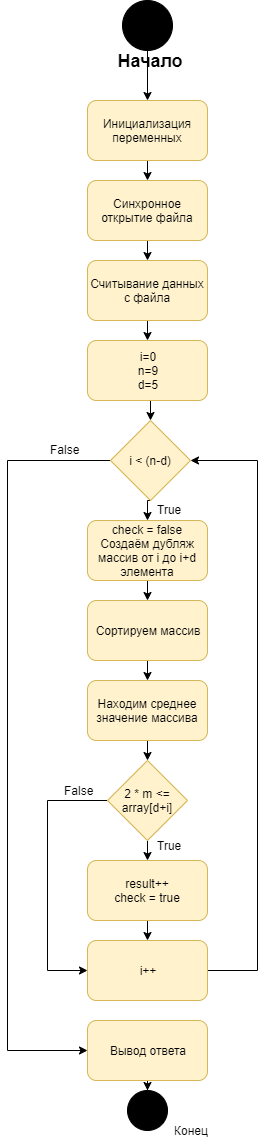 Начало
Инициализация
переменных
Синхронное
открытие файла
Считывание данных
с файла
i=0
n=9
d=5
False
i < (n-d)
True
check = false
Создаём дубляж
массив от i до i+d
элемента
Сортируем массив
Находим среднее
значение массива
False
2 * m <=
array[d+i]
True
result++
check = true
i++
Вывод ответа
Конец